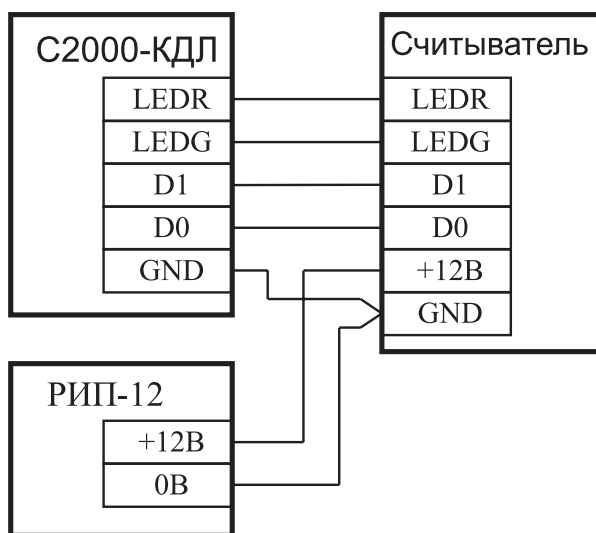 С2000-КДЛ
LEDR
LEDG
D1
D0
GND
Считыватель
LEDR
LEDG
D1
D0
+12В
GND
РИП-12
+12В
0В